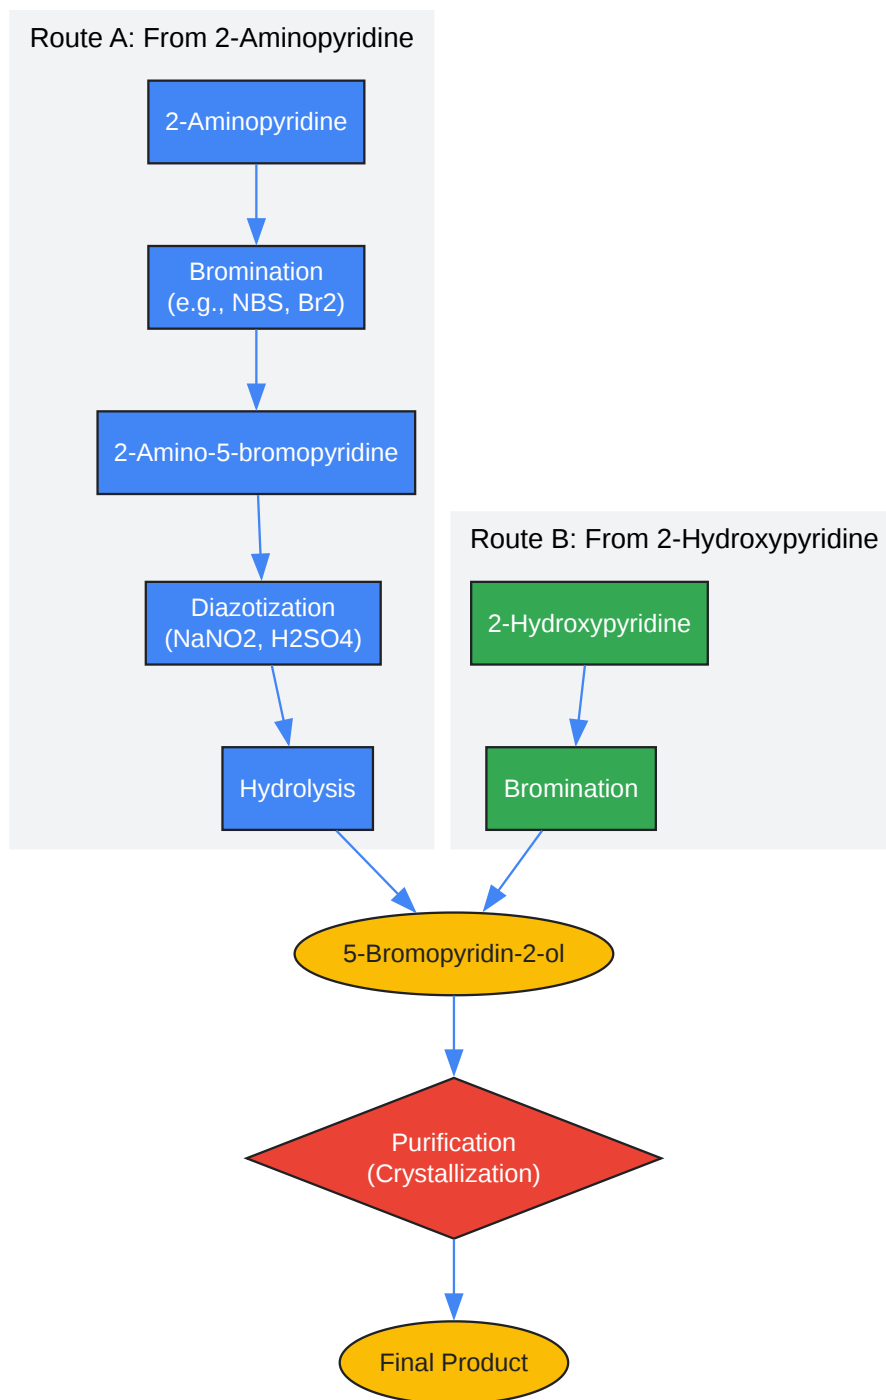 Route A: From 2-Aminopyridine
2-Aminopyridine
Bromination
(e.g., NBS, Br2)
2-Amino-5-bromopyridine
Diazotization
(NaNO2, H2SO4)
Hydrolysis
Route B: From 2-Hydroxypyridine
2-Hydroxypyridine
Bromination
5-Bromopyridin-2-ol
Purification
(Crystallization)
Final Product